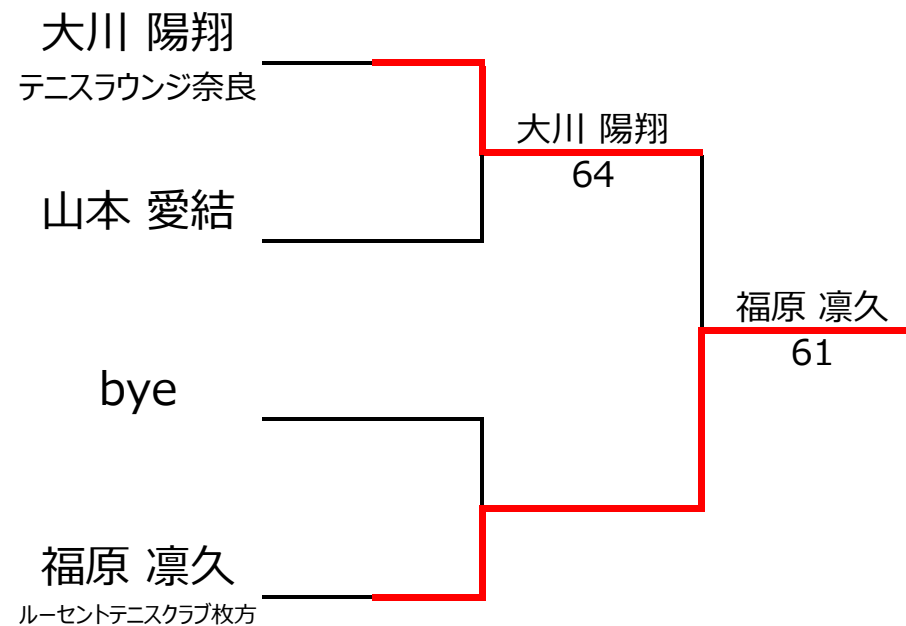 大川 陽翔
テニスラウンジ奈良
大川 陽翔
64
山本 愛結
福原 凛久
61
bye
福原 凛久
ルーセントテニスクラブ枚方